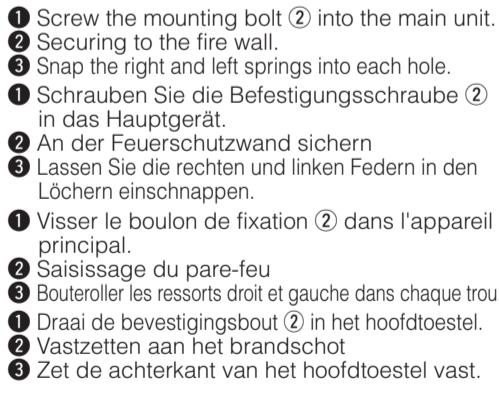 ❶ Screw the mounting bolt ② into the main unit.
❷ Securing to the fire wall.
❸ Snap the right and left springs into each hole.
❶ Schrauben Sie die Befestigungsschraube ②
in das Hauptgerät.
❷ An der Feuerschutzwand sichern
❸ Lassen Sie die rechten und linken Federn in den
Löchern einschnappen.
❶ Visser le boulon de fixation ② dans l'appareil
principal.
❷ Saisissage du pare-feu
❸ Bouteroller les ressorts droit et gauche dans chaque trou
❶ Draai de bevestigingsbout ② in het hoofdtoestel.
❷ Vastzetten aan het brandschot
❸ Zet de achterkant van het hoofdtoestel vast.